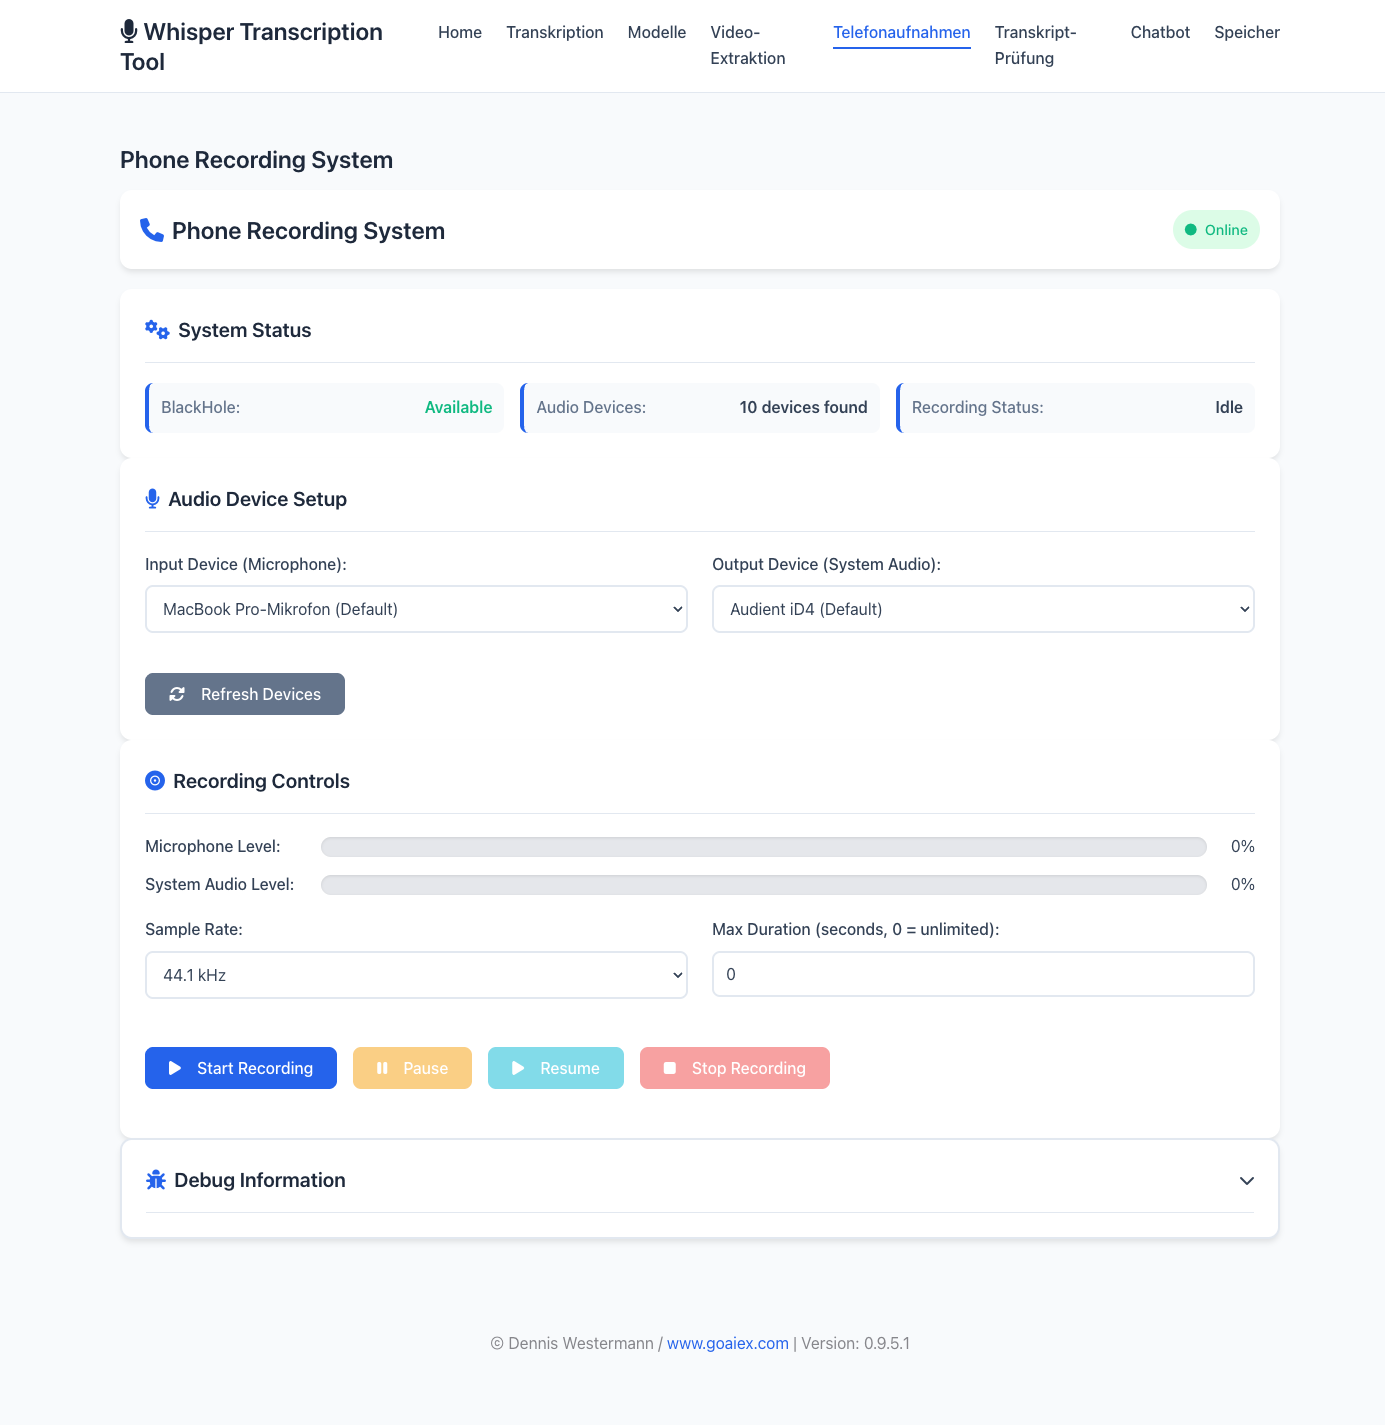 Whisper Transcription
Tool
Home
Transkription
Modelle
Video-
Extraktion
Telefonaufnahmen
Transkript-
Prüfung
Chatbot
Speicher
Phone Recording System
Phone Recording System
Online
System Status
BlackHole: Available
Audio Devices: 10 devices found
Recording Status: Idle
Audio Device Setup
Input Device (Microphone):
MacBook Pro-Mikrofon (Default)
Output Device (System Audio):
Audient iD4 (Default)
Refresh Devices
Recording Controls
Microphone Level: 0%
System Audio Level: 0%
Sample Rate:
44.1 kHz
Max Duration (seconds, 0 = unlimited):
0
Start Recording
Pause
Resume
Stop Recording
Debug Information
© Dennis Westermann / www.goaiex.com | Version: 0.9.5.1